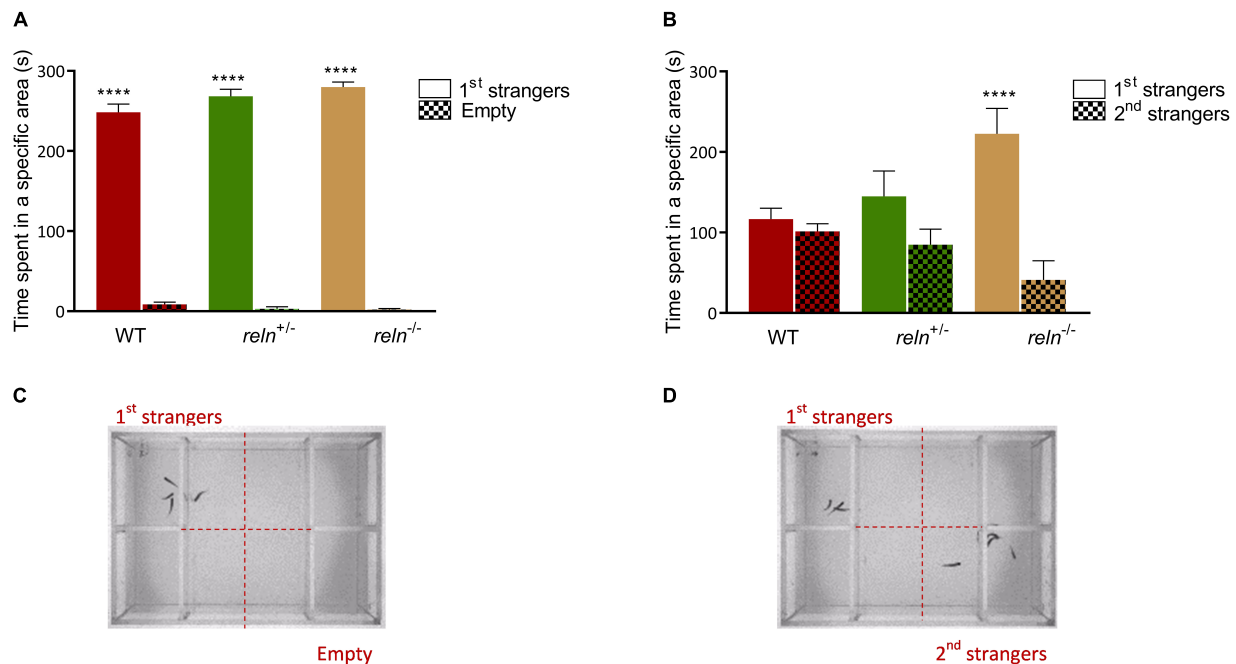 A
Time spent in a specific area (s)
300
200
100
0
**** **** ****
WT reln+/- reln-/-
1st strangers
Empty
B
Time spent in a specific area (s)
300
200
100
0
****
WT reln+/- reln-/-
1st strangers
2nd strangers
C
1st strangers
Empty
D
1st strangers
2nd strangers